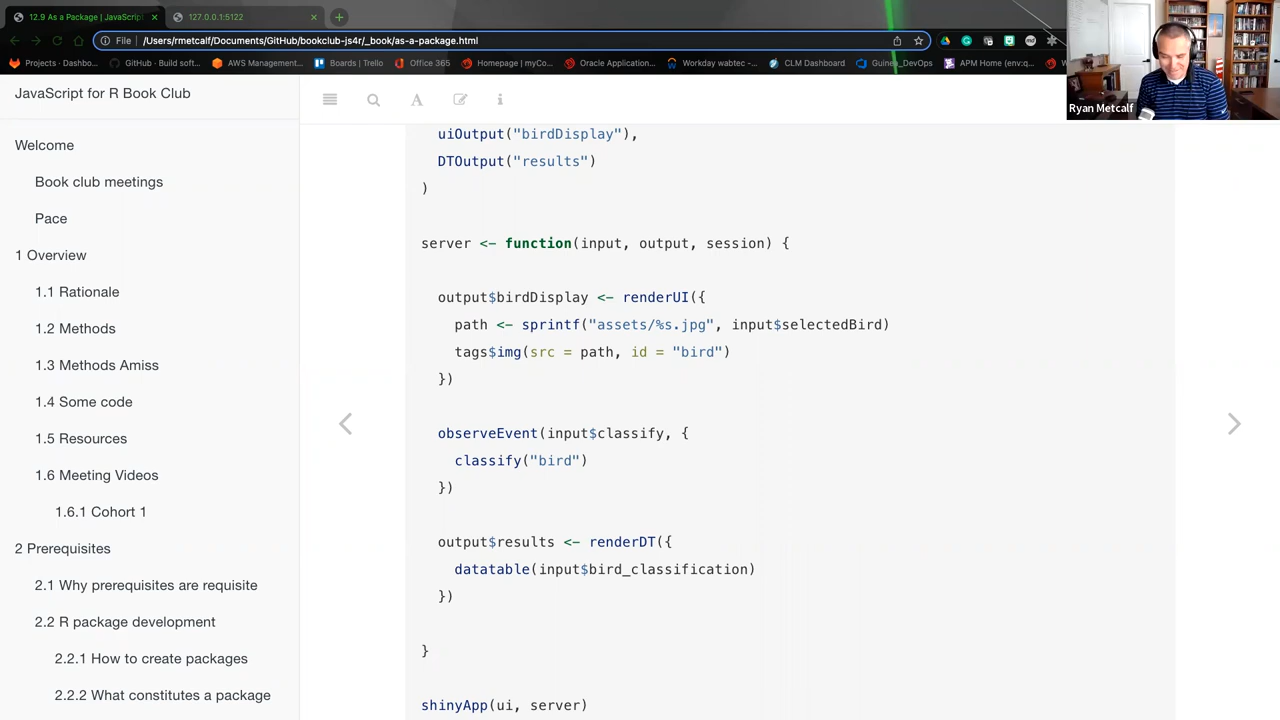 12.9 As a Package | JavaScript
127.0.0.1:5122
File /Users/rmetcalf/Documents/GitHub/bookclub-js4r/_book/as-a-package.html
Projects · Dashbo...
GitHub · Build soft...
AWS Management...
Boards | Trello
Office 365
Homepage | myCo...
Oracle Application...
Workday wabtec -...
CLM Dashboard
Guinea_DevOps
APM Home (env:q...
Ryan Metcalf
JavaScript for R Book Club
Welcome
Book club meetings
Pace
1 Overview
1.1 Rationale
1.2 Methods
1.3 Methods Amiss
1.4 Some code
1.5 Resources
1.6 Meeting Videos
1.6.1 Cohort 1
2 Prerequisites
2.1 Why prerequisites are requisite
2.2 R package development
2.2.1 How to create packages
2.2.2 What constitutes a package
uiOutput("birdDisplay"),
DTOutput("results")
)
server <- function(input, output, session) {
output$birdDisplay <- renderUI({
path <- sprintf("assets/%s.jpg", input$selectedBird)
tags$img(src = path, id = "bird")
})
observeEvent(input$classify, {
classify("bird")
})
output$results <- renderDT({
datatable(input$bird_classification)
})
}
shinyApp(ui, server)